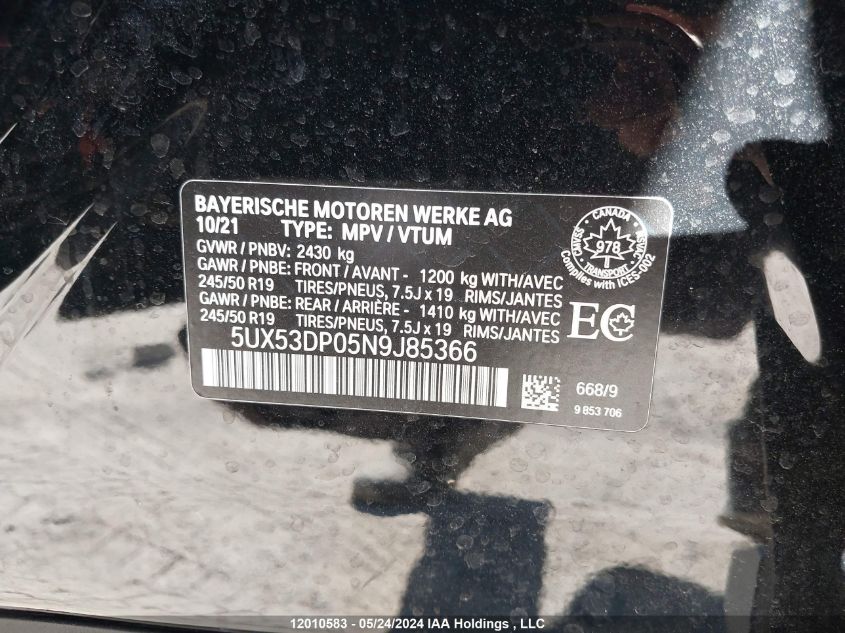 BAYERISCHE MOTOREN WERKE AG
10/21 TYPE: MPV / VTUM
GVWR / PNBV: 2430 kg
GAWR / PNBE: FRONT / AVANT - 1200 kg WITH/AVEC
245/50 R19 TIRES/PNEUS, 7.5J x 19 RIMS/JANTES
GAWR / PNBE: REAR / ARRIÈRE - 1410 kg WITH/AVEC
245/50 R19 TIRES/PNEUS, 7.5J x 19 RIMS/JANTES
5UX53DP05N9J85366
CANADA
CMVSS
978
NSVAC
TRANSPORT
Complies with ICES-002
EC
668/9
9 853 706
12010583 - 05/24/2024 IAA Holdings , LLC